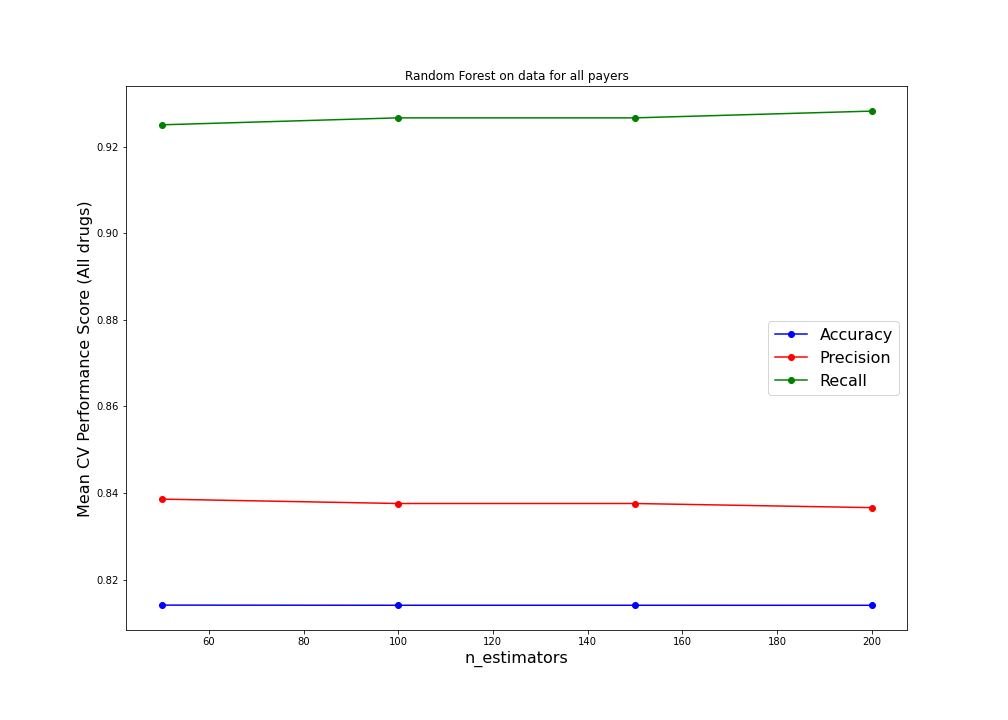 Random Forest on data for all payers
Mean CV Performance Score (All drugs)
0.92
0.90
0.88
0.86
0.84
0.82
Accuracy
Precision
Recall
60 80 100 120 140 160 180 200
n_estimators